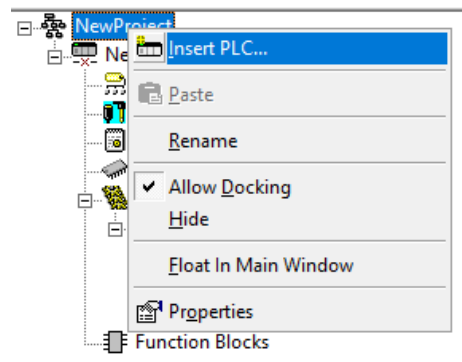 NewProject
Ne
Insert PLC...
Paste
Rename
Allow Docking
Hide
Float In Main Window
Properties
Function Blocks